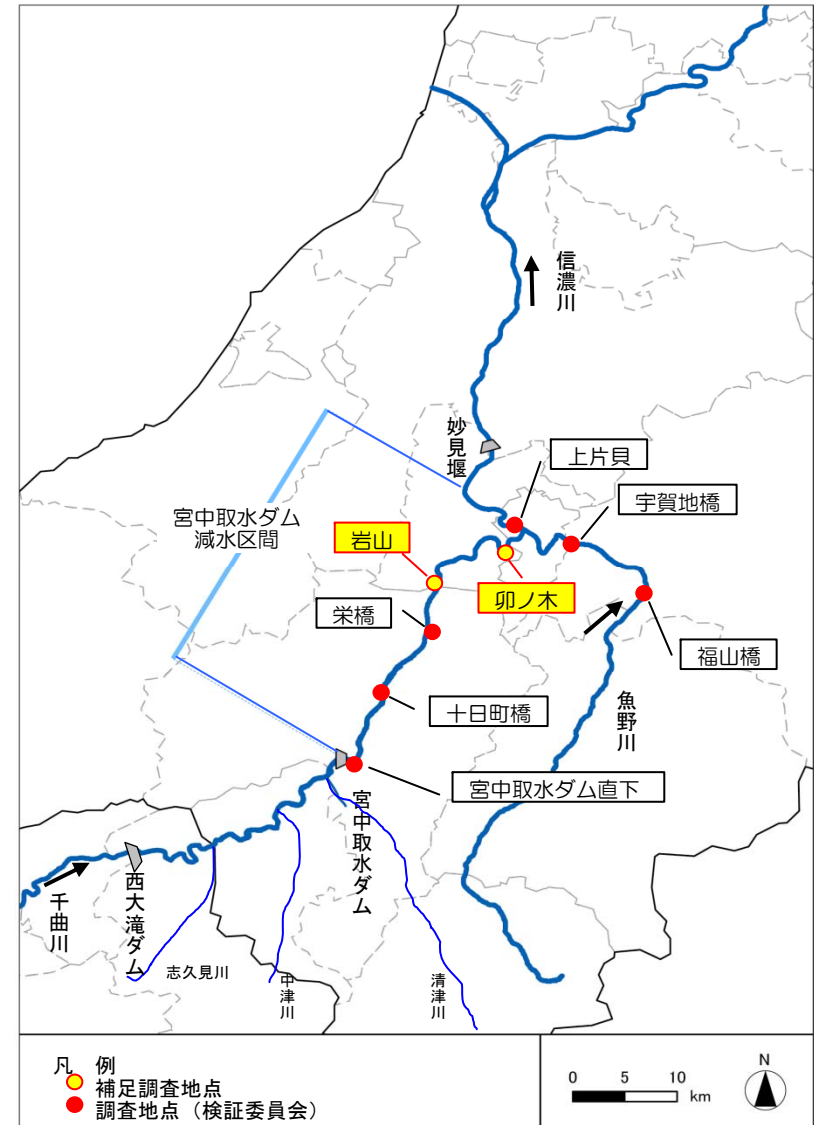 信濃川
妙見堰
上片貝
宇賀地橋
宮中取水ダム
減水区間
岩山
卯ノ木
栄橋
福山橋
十日町橋
魚野川
宮中取水ダム直下
宮中取水ダム
西大滝ダム
千曲川
志久見川
中津川
清津川
凡 例
補足調査地点
調査地点（検証委員会）
0 5 10
km
N